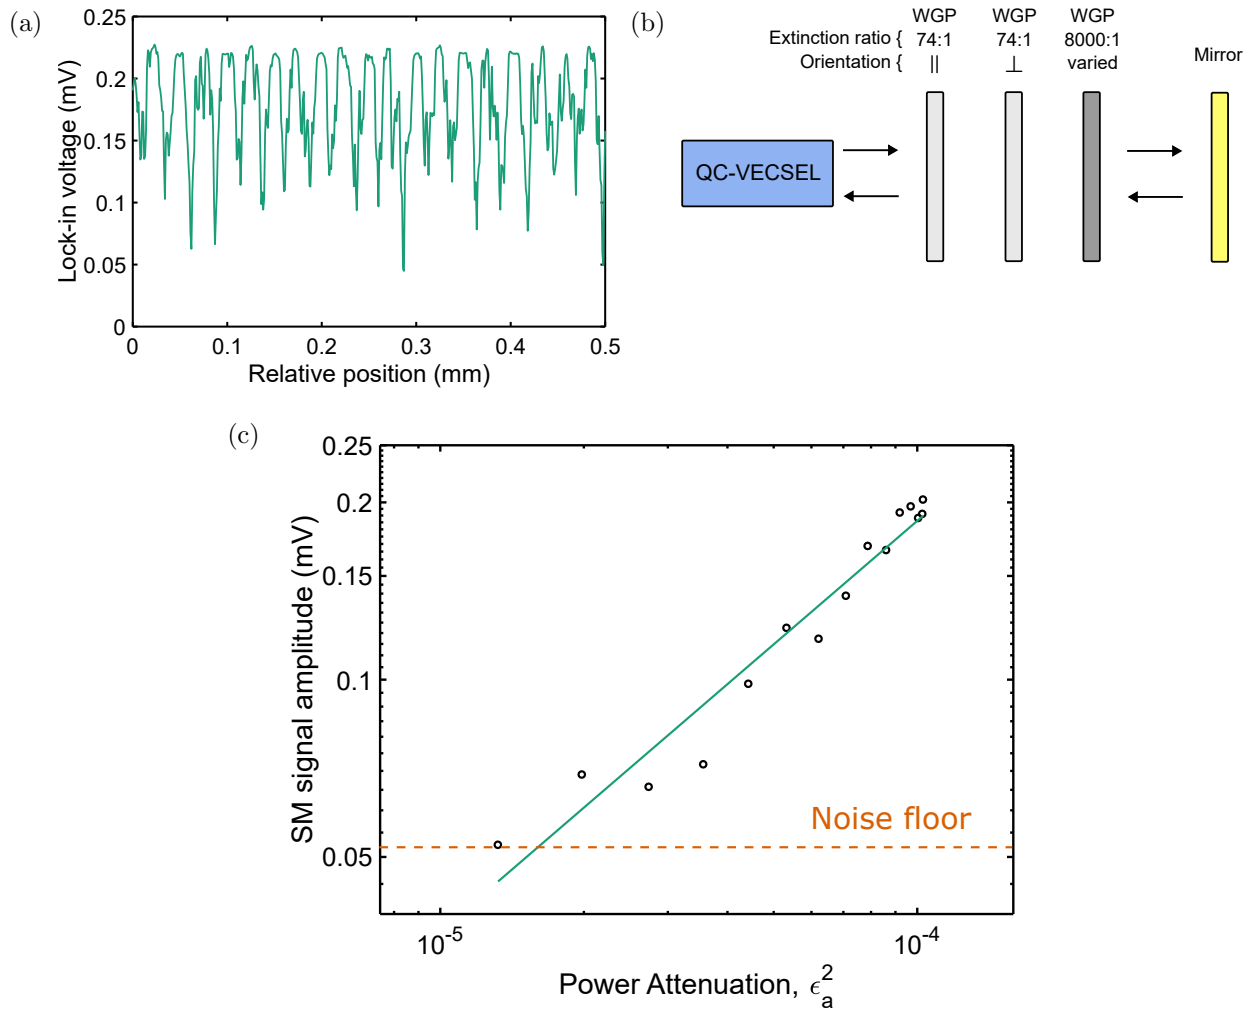 (a)
0.25
0.2
0.15
0.1
0.05
0
Lock-in voltage (mV)
0 0.1 0.2 0.3 0.4 0.5
Relative position (mm)
(b)
WGP WGP WGP
Extinction ratio { 74:1 74:1 8000:1
Orientation { || ⊥ varied
Mirror
QC-VECSEL
(c)
0.25
0.2
0.15
0.1
0.05
SM signal amplitude (mV)
Noise floor
10^-5 10^-4
Power Attenuation, ϵ_a^2